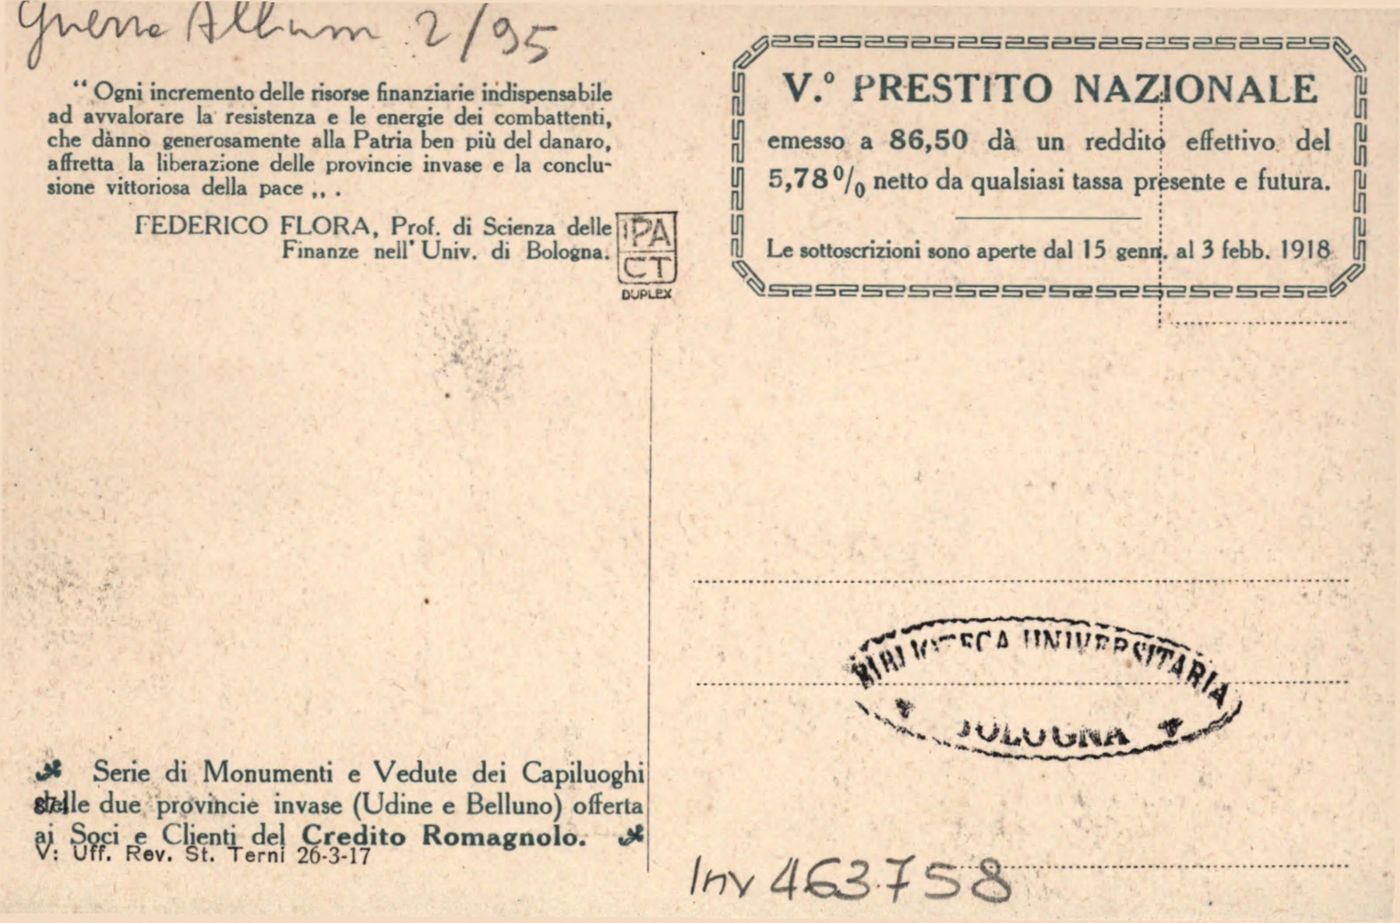 Guerra Album 2/95
“ Ogni incremento delle risorse finanziarie indispensabile
ad avvalorare la resistenza e le energie dei combattenti,
che dànno generosamente alla Patria ben più del danaro,
affretta la liberazione delle provincie invase e la conclu-
sione vittoriosa della pace „ .
FEDERICO FLORA, Prof. di Scienza delle
Finanze nell' Univ. di Bologna.
IPA
CT
DUPLEX
V.º PRESTITO NAZIONALE
emesso a 86,50 dà un reddito effettivo del
5,78 % netto da qualsiasi tassa presente e futura.
Le sottoscrizioni sono aperte dal 15 genn. al 3 febb. 1918
BIBLIOTECA UNIVERSITARIA
BOLOGNA
Serie di Monumenti e Vedute dei Capiluoghi
delle due provincie invase (Udine e Belluno) offerta
874
ai Soci e Clienti del Credito Romagnolo.
V: Uff. Rev. St. Terni 26-3-17
Inv 463758